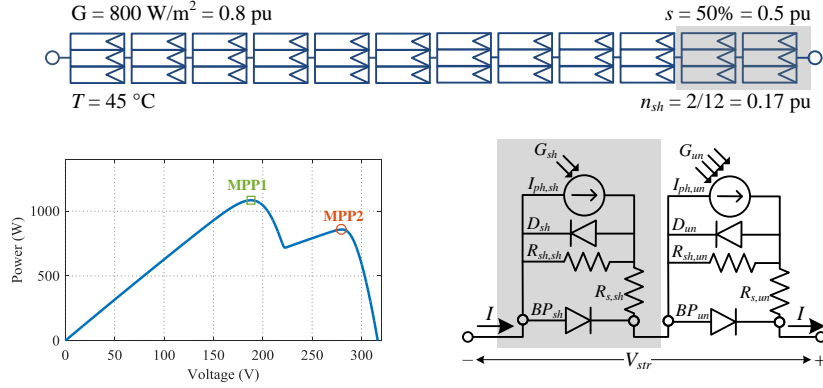 G = 800 W/m² = 0.8 pu
s = 50% = 0.5 pu
T = 45 °C
n_sh = 2/12 = 0.17 pu
MPP1
MPP2
Power (W)
1000
500
0
0
50
100
150
200
250
300
Voltage (V)
G_sh
G_un
I_ph,sh
I_ph,un
D_sh
D_un
R_sh,sh
R_sh,un
R_s,sh
R_s,un
BP_sh
BP_un
I
I
− V_str +